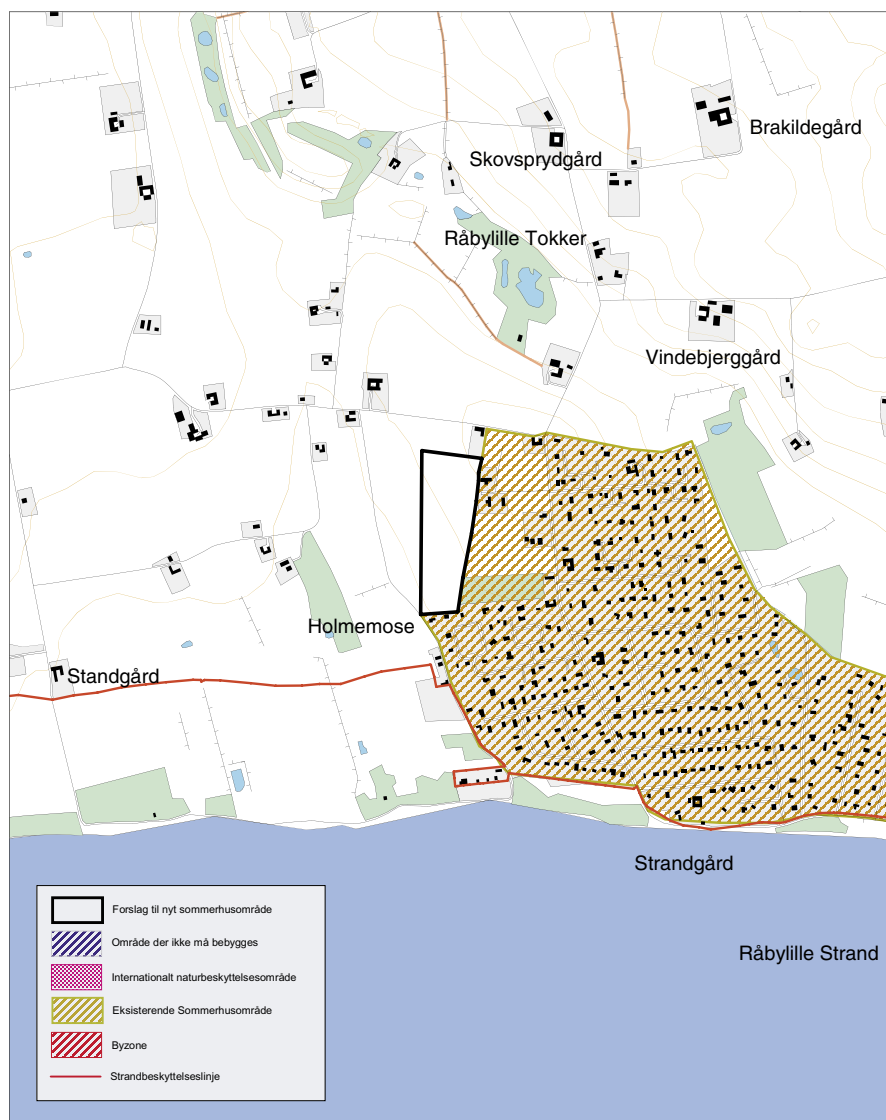 Brakildegård
Skovsprydgård
Råbylille Tokker
Vindebjerggård
Holmemose
Standgård
Strandgård
Råbylille Strand
Forslag til nyt sommerhusområde
Område der ikke må bebygges
Internationalt naturbeskyttelsesområde
Eksisterende Sommerhusområde
Byzone
Strandbeskyttelseslinje